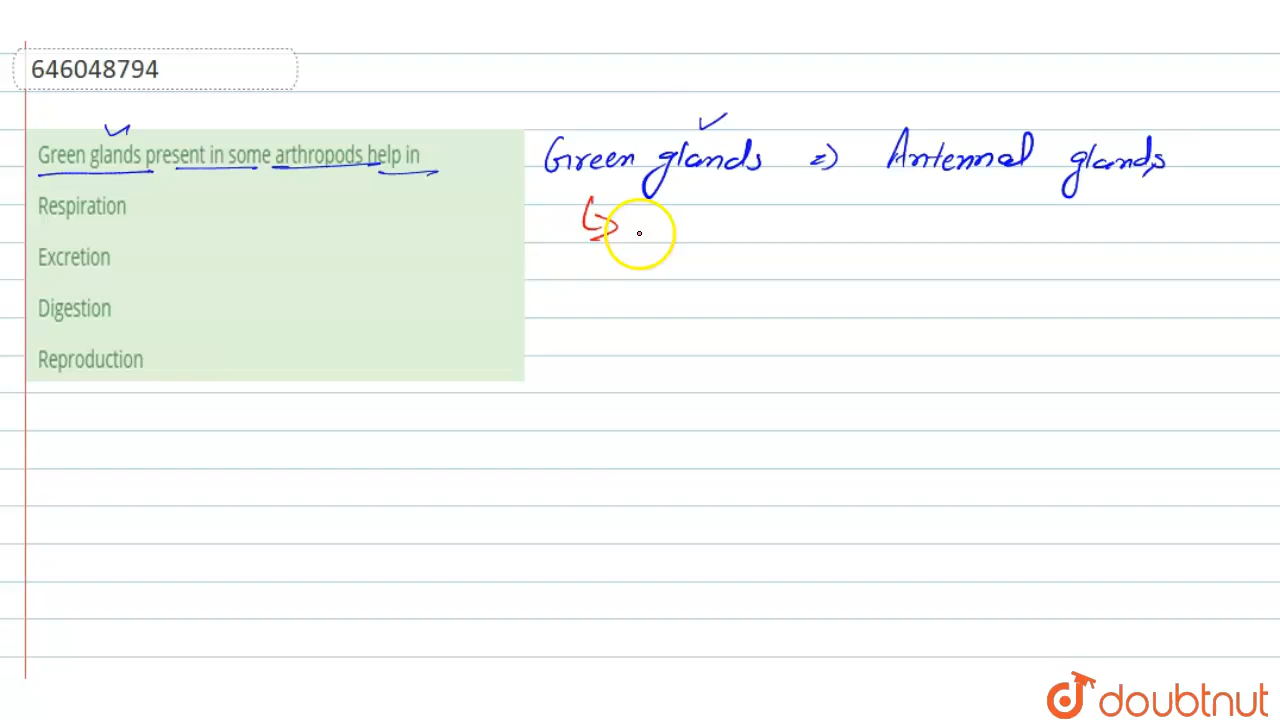 646048794
Green glands present in some arthropods help in
Green glands => Antennal glands
Respiration
Excretion
Digestion
Reproduction
doubtnut